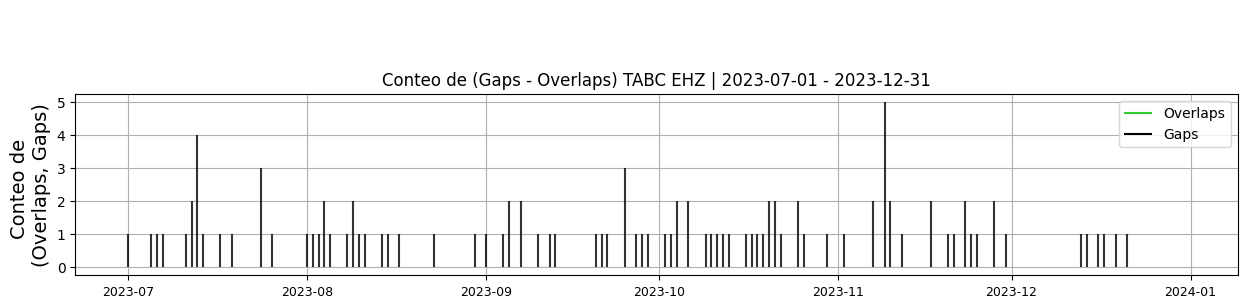 Conteo de (Gaps - Overlaps) TABC EHZ | 2023-07-01 - 2023-12-31
Conteo de
(Overlaps, Gaps)
5
4
3
2
1
0
Overlaps
Gaps
2023-07
2023-08
2023-09
2023-10
2023-11
2023-12
2024-01